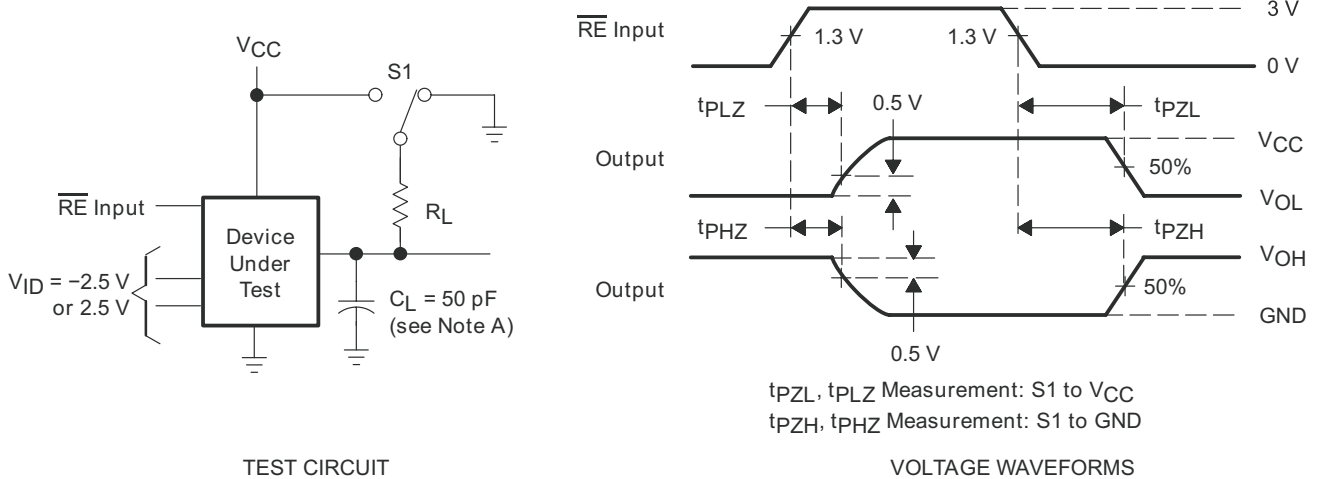 VCC
S1
RE Input
RL
Device
Under
Test
VID = −2.5 V
or 2.5 V
CL = 50 pF
(see Note A)
TEST CIRCUIT
RE Input
3 V
1.3 V
1.3 V
0 V
tPLZ
0.5 V
tPZL
Output
VCC
50%
VOL
tPHZ
tPZH
VOH
Output
50%
GND
0.5 V
tPZL, tPLZ Measurement: S1 to VCC
tPZH, tPHZ Measurement: S1 to GND
VOLTAGE WAVEFORMS